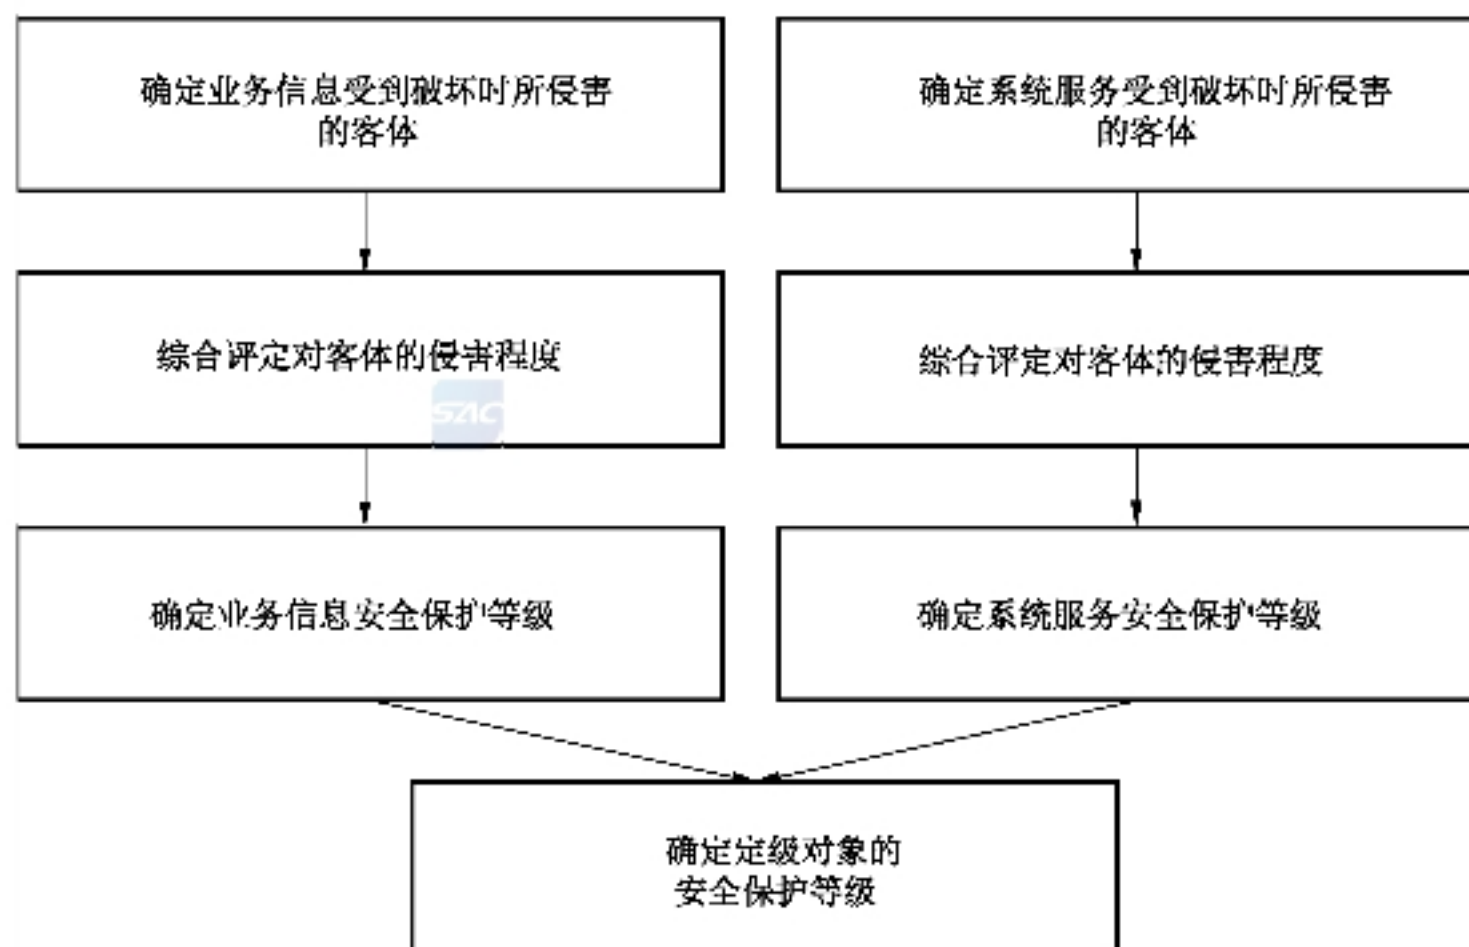 确定业务信息受到破坏时所侵害
的客体
确定系统服务受到破坏时所侵害
的客体
综合评定对客体的侵害程度
综合评定对客体的侵害程度
SAC
确定业务信息安全保护等级
确定系统服务安全保护等级
确定定级对象的
安全保护等级